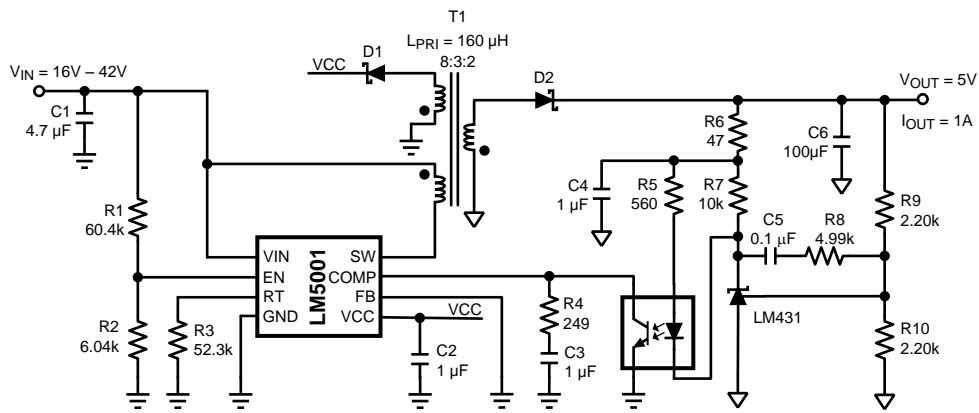 T1
LPRI = 160 µH
8:3:2
D1
VCC
VIN = 16V – 42V
D2
VOUT = 5V
IOUT = 1A
C1
4.7 µF
R6
47
C6
100µF
C4
1 µF
R5
560
R7
10k
R9
2.20k
R1
60.4k
C5
0.1 µF
R8
4.99k
LM5001
VIN
EN
RT
GND
SW
COMP
FB
VCC
VCC
R4
249
LM431
R2
6.04k
R3
52.3k
C2
1 µF
C3
1 µF
R10
2.20k